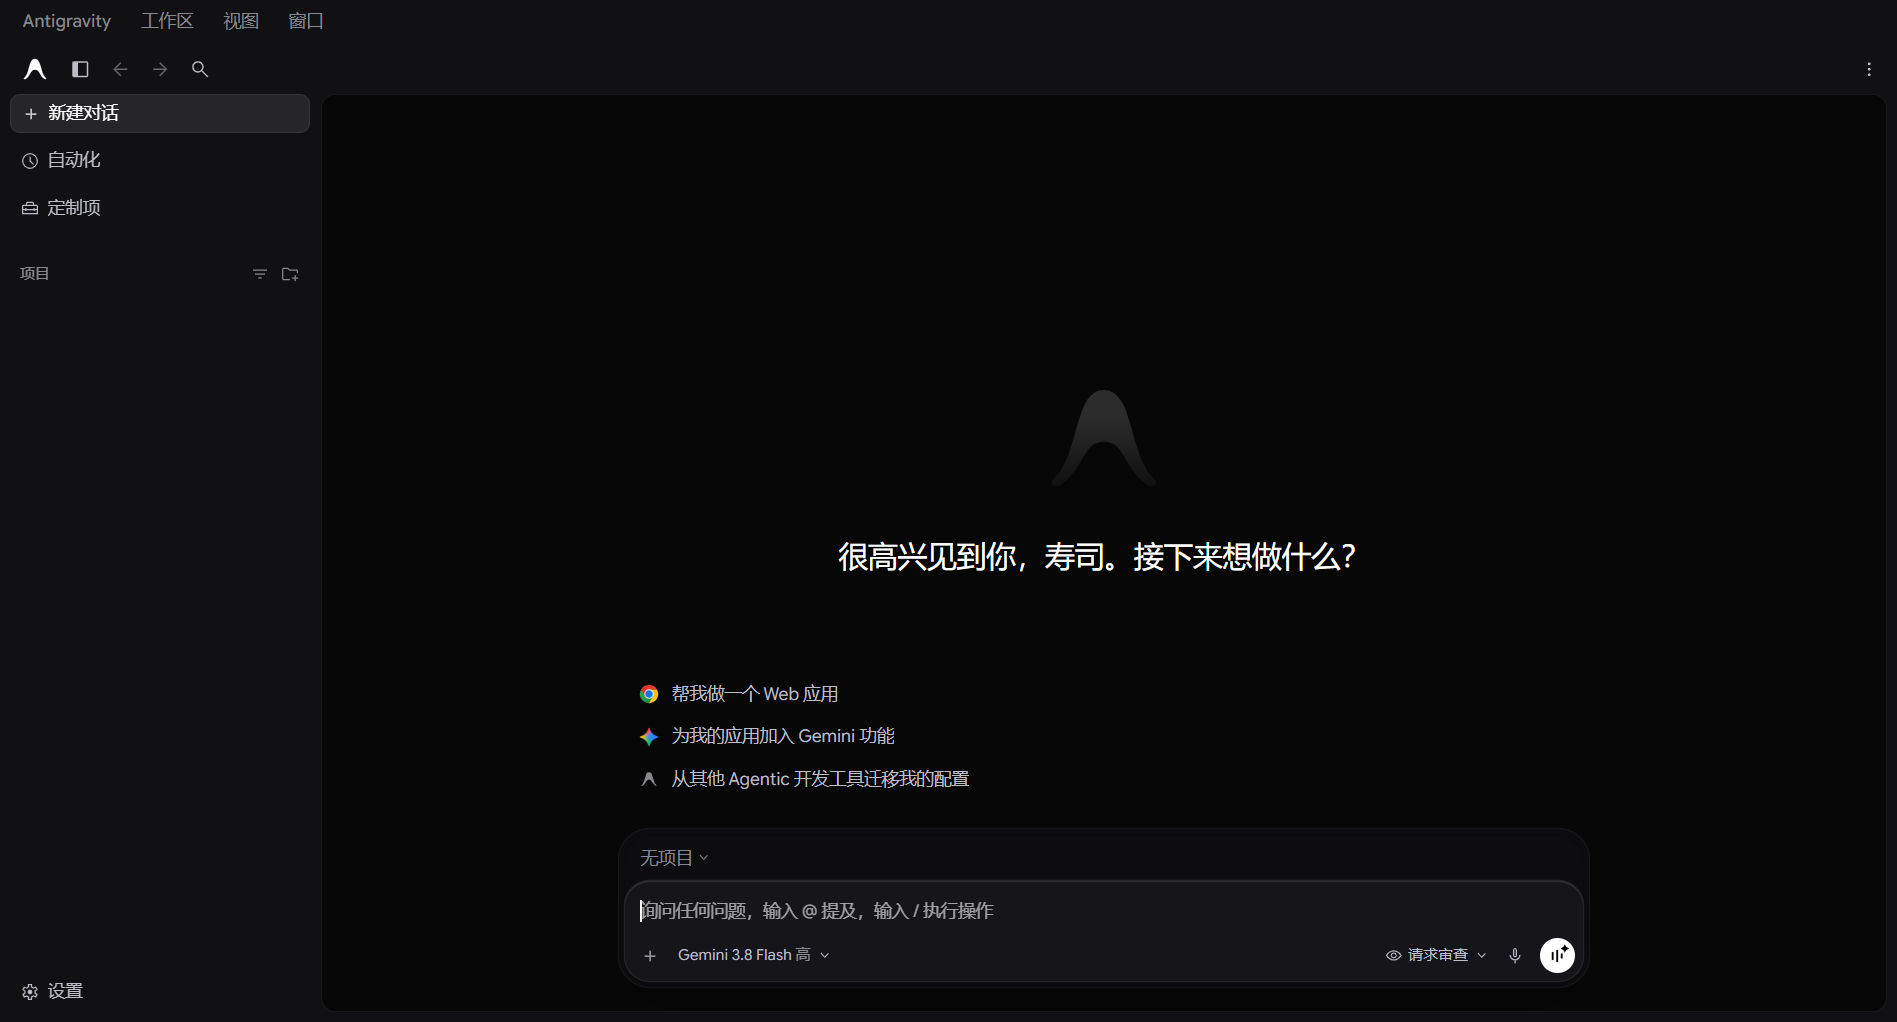 Antigravity 工作区 视图 窗口
新建对话
自动化
定制项
项目
很高兴见到你，寿司。接下来想做什么？
帮我做一个 Web 应用
为我的应用加入 Gemini 功能
从其他 Agentic 开发工具迁移我的配置
无项目
询问任何问题，输入 @ 提及，输入 / 执行操作
Gemini 3.8 Flash 高 请求审查
设置